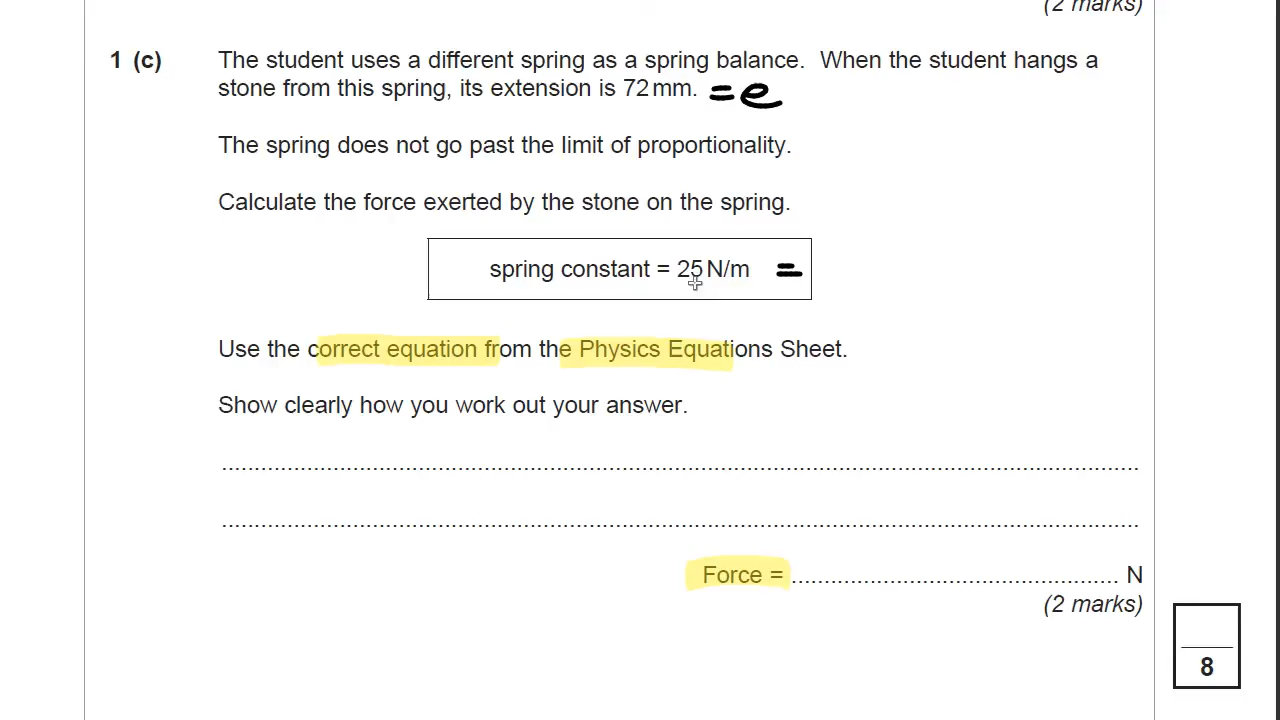 (2 marks)
1 (c) The student uses a different spring as a spring balance. When the student hangs a
stone from this spring, its extension is 72 mm. = e
The spring does not go past the limit of proportionality.
Calculate the force exerted by the stone on the spring.
spring constant = 25 N/m =
Use the correct equation from the Physics Equations Sheet.
Show clearly how you work out your answer.
Force = ................................................... N
(2 marks)
8